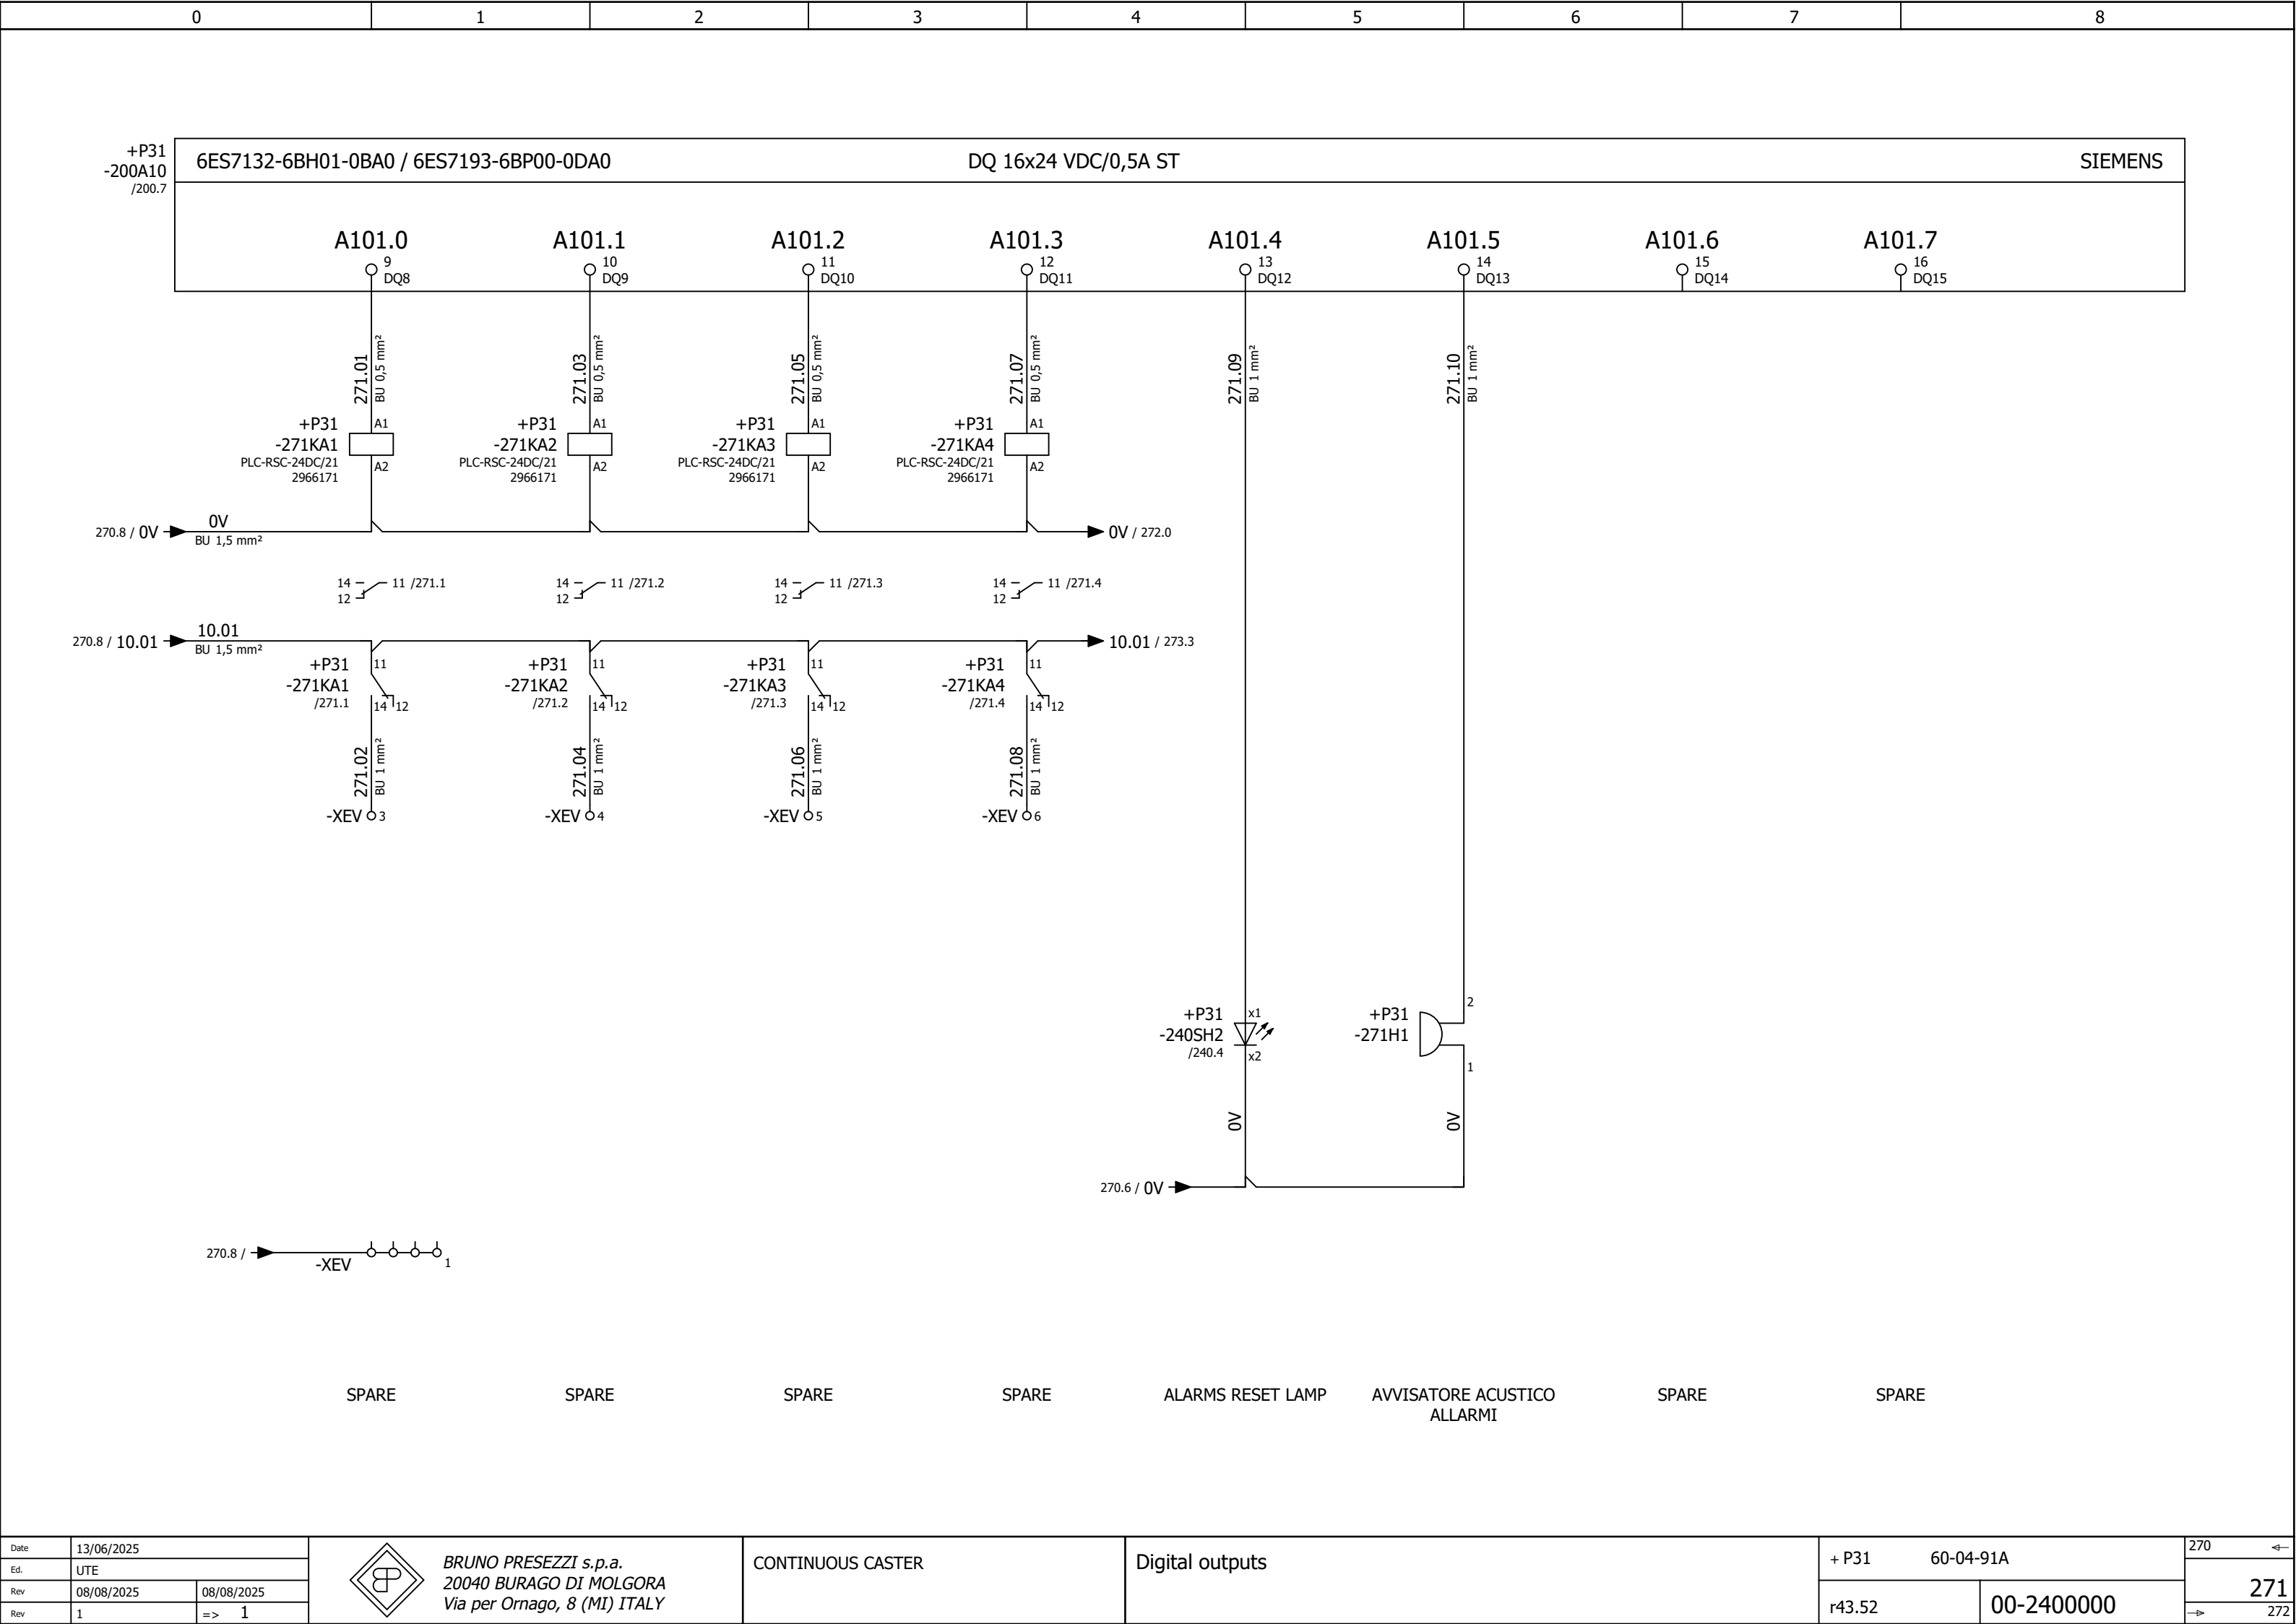 0 1 2 3 4 5 6 7 8
+P31
-200A10
/200.7
6ES7132-6BH01-0BA0 / 6ES7193-6BP00-0DA0 DQ 16x24 VDC/0,5A ST SIEMENS
A101.0 A101.1 A101.2 A101.3 A101.4 A101.5 A101.6 A101.7
9 10 11 12 13 14 15 16
DQ8 DQ9 DQ10 DQ11 DQ12 DQ13 DQ14 DQ15
271.01 271.03 271.05 271.07 271.09 271.10
BU 0,5 mm² BU 0,5 mm² BU 0,5 mm² BU 0,5 mm² BU 1 mm² BU 1 mm²
+P31 A1 +P31 A1 +P31 A1 +P31 A1
-271KA1 -271KA2 -271KA3 -271KA4
PLC-RSC-24DC/21 A2 PLC-RSC-24DC/21 A2 PLC-RSC-24DC/21 A2 PLC-RSC-24DC/21 A2
2966171 2966171 2966171 2966171
270.8 / 0V 0V 0V / 272.0
BU 1,5 mm²
14 11 /271.1 14 11 /271.2 14 11 /271.3 14 11 /271.4
12 12 12 12
270.8 / 10.01 10.01 10.01 / 273.3
BU 1,5 mm²
+P31 11 +P31 11 +P31 11 +P31 11
-271KA1 -271KA2 -271KA3 -271KA4
/271.1 14 12 /271.2 14 12 /271.3 14 12 /271.4 14 12
271.02 271.04 271.06 271.08
BU 1 mm² BU 1 mm² BU 1 mm² BU 1 mm²
-XEV 3 -XEV 4 -XEV 5 -XEV 6
+P31 x1 +P31 2
-240SH2 -271H1
/240.4 x2 1
0V 0V
270.6 / 0V
270.8 /
-XEV 1
SPARE SPARE SPARE SPARE ALARMS RESET LAMP AVVISATORE ACUSTICO SPARE SPARE
ALLARMI
Date 13/06/2025
Ed. UTE
Rev 08/08/2025 08/08/2025
Rev 1 => 1
BP
BRUNO PRESEZZI s.p.a.
20040 BURAGO DI MOLGORA
Via per Ornago, 8 (MI) ITALY
CONTINUOUS CASTER
Digital outputs
+ P31 60-04-91A
r43.52 00-2400000
270
271
272